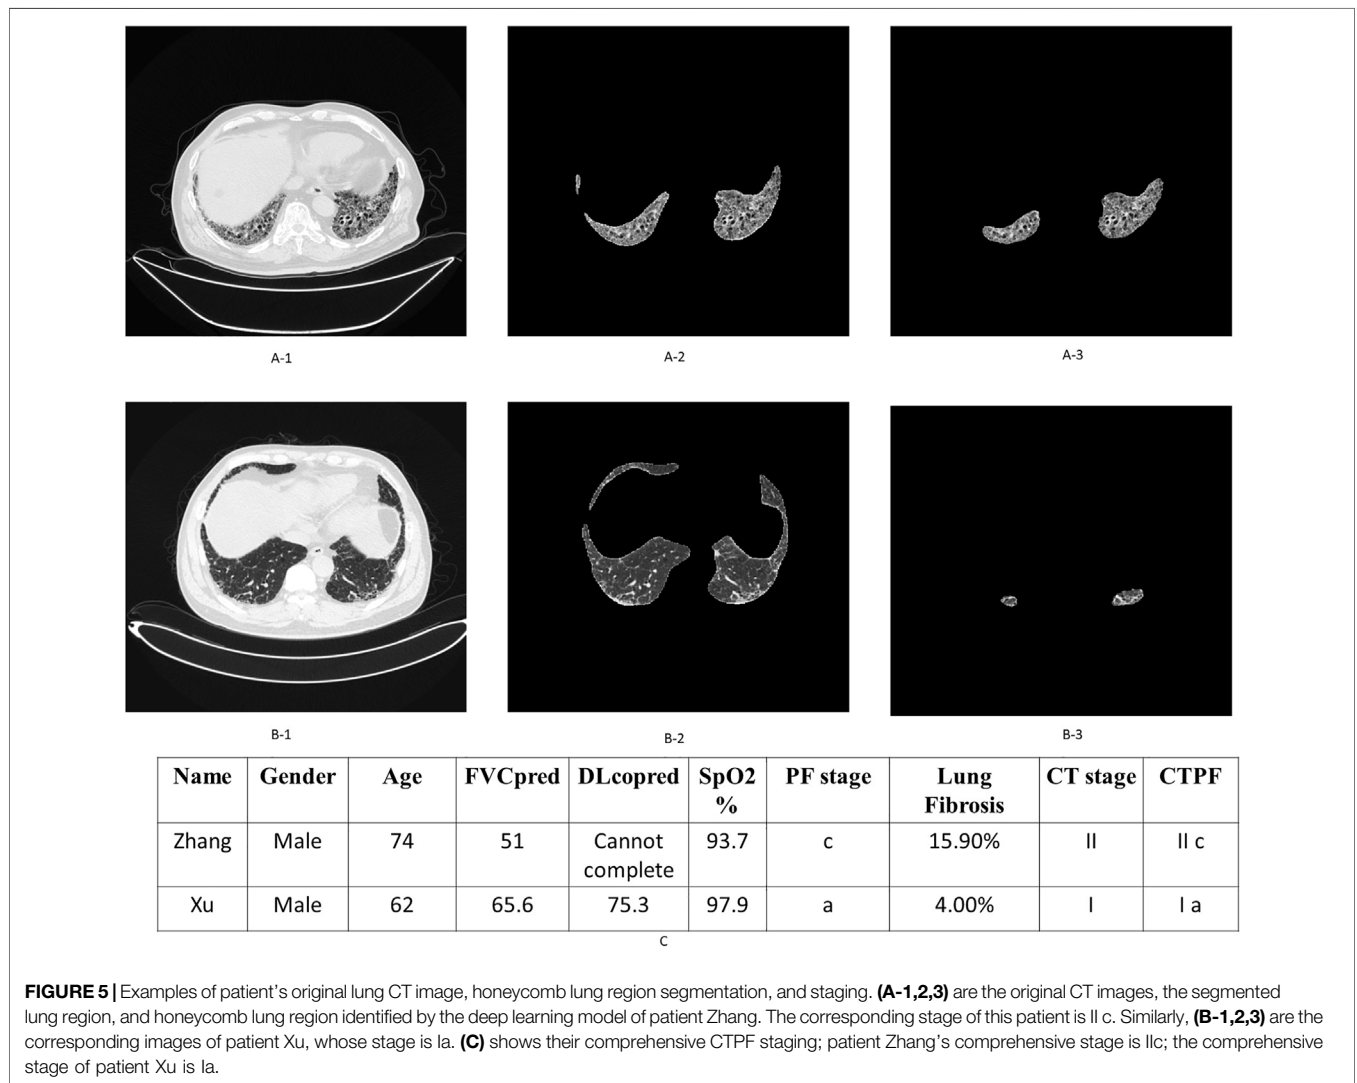 A-1
A-2
A-3
B-1
B-2
B-3
Name Gender Age FVCpred DLcopred SpO2 % PF stage Lung Fibrosis CT stage CTPF
Zhang Male 74 51 Cannot complete 93.7 c 15.90% II II c
Xu Male 62 65.6 75.3 97.9 a 4.00% I I a
C
FIGURE 5 | Examples of patient's original lung CT image, honeycomb lung region segmentation, and staging. (A-1,2,3) are the original CT images, the segmented
lung region, and honeycomb lung region identified by the deep learning model of patient Zhang. The corresponding stage of this patient is II c. Similarly, (B-1,2,3) are the
corresponding images of patient Xu, whose stage is Ia. (C) shows their comprehensive CTPF staging; patient Zhang's comprehensive stage is IIc; the comprehensive
stage of patient Xu is Ia.